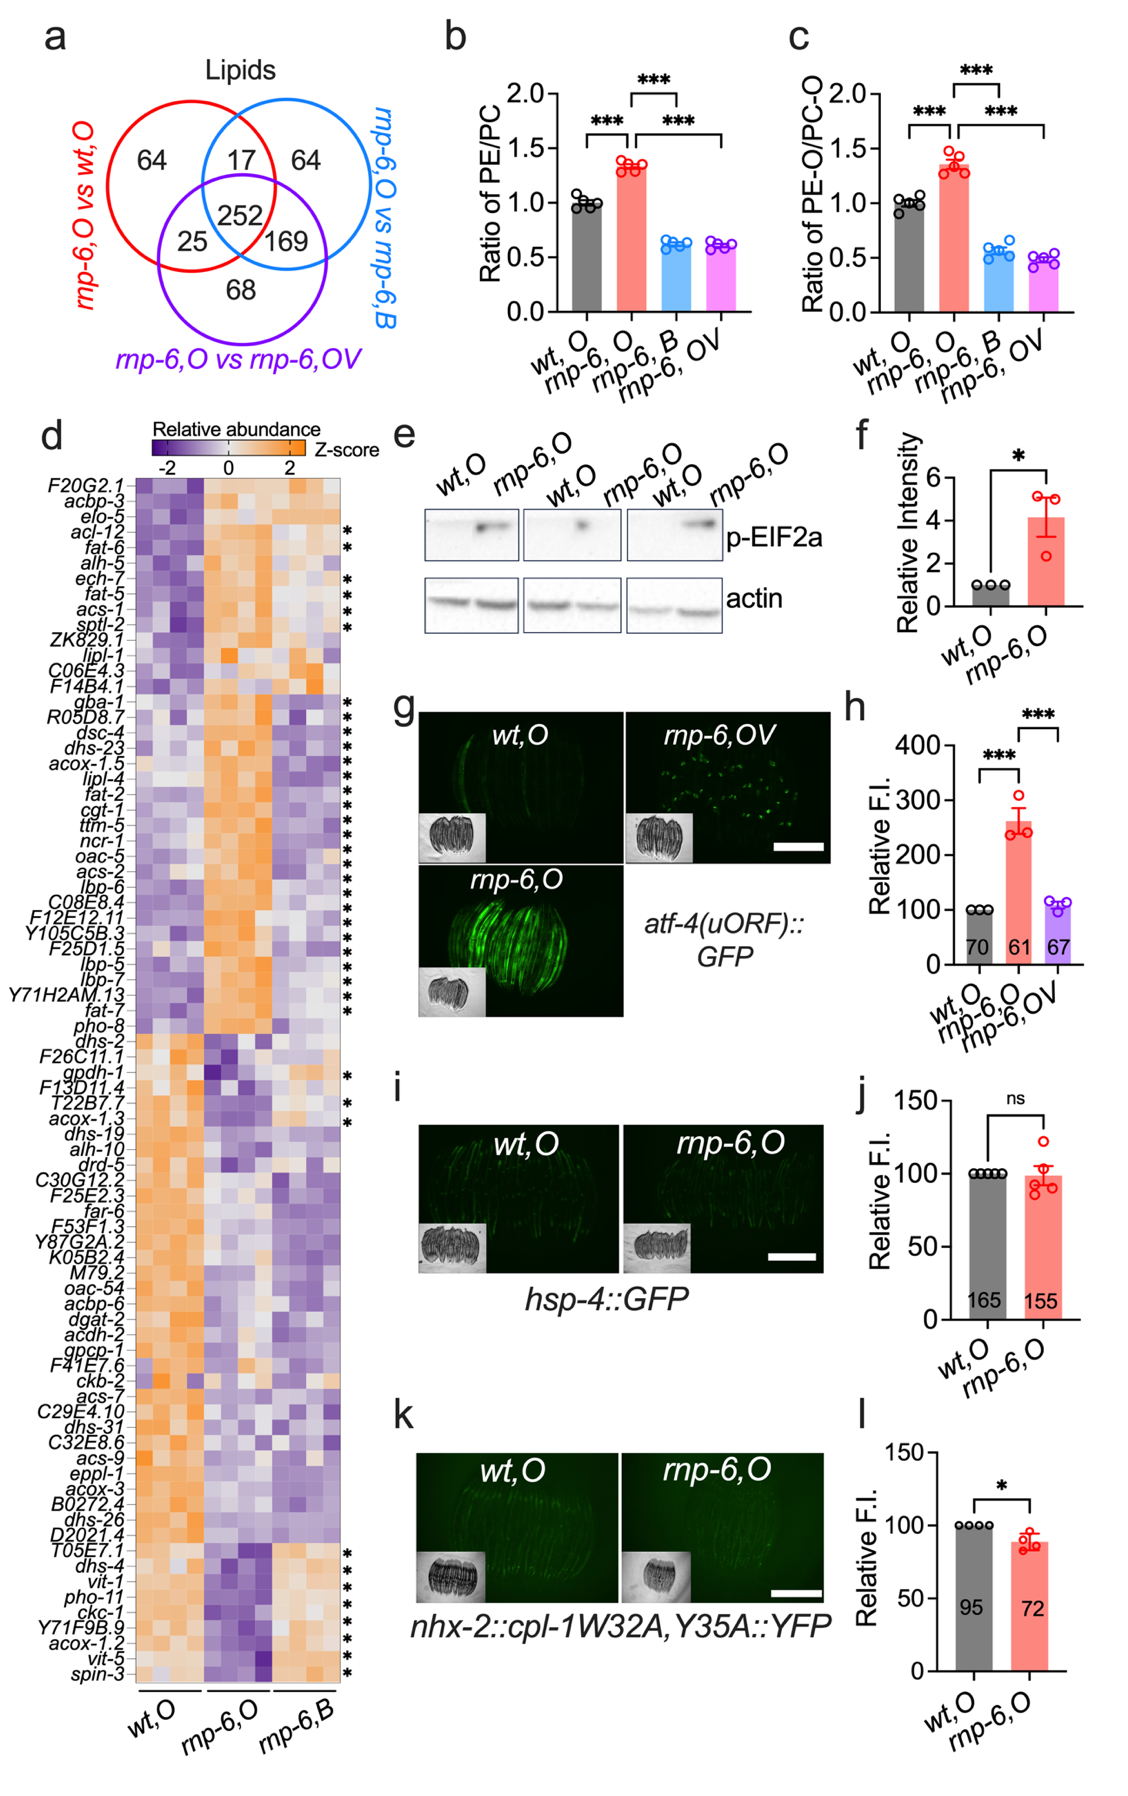 a
Lipids
rnp-6,O vs wt,O
64
17
64
252
25
169
68
rnp-6,O vs rnp-6,B
rnp-6,O vs rnp-6,OV
b
Ratio of PE/PC
2.0
1.5
1.0
0.5
0.0
***
***
***
wt, O
rnp-6, O
rnp-6, B
rnp-6, OV
c
Ratio of PE-O/PC-O
2.0
1.5
1.0
0.5
0.0
***
***
***
wt, O
rnp-6, O
rnp-6, B
rnp-6, OV
d
Relative abundance
Z-score
-2 0 2
F20G2.1
acbp-3
elo-5
acl-12 *
fat-6 *
alh-5
ech-7 *
fat-5 *
acs-1 *
sptl-2 *
ZK829.1
lipl-1
C06E4.3
F14B4.1
gba-1 *
R05D8.7 *
dsc-4 *
dhs-23 *
acox-1.5 *
lipl-4 *
fat-2 *
cgt-1 *
ttm-5 *
ncr-1 *
oac-5 *
acs-2 *
lbp-6 *
C08E8.4 *
F12E12.11 *
Y105C5B.3 *
F25D1.5 *
lbp-5 *
lbp-7 *
Y71H2AM.13 *
fat-7 *
pho-8
dhs-2
F26C11.1
gpdh-1 *
F13D11.4
T22B7.7 *
acox-1.3 *
dhs-19
alh-10
drd-5
C30G12.2
F25E2.3
far-6
F53F1.3
Y87G2A.2
K05B2.4
M79.2
oac-54
acbp-6
dgat-2
acdh-2
gpcp-1
F41E7.6
ckb-2
acs-7
C29E4.10
dhs-31
C32E8.6
acs-9
eppl-1
acox-3
B0272.4
dhs-26
D2021.4
T05E7.1 *
dhs-4 *
vit-1 *
pho-11 *
ckc-1 *
Y71F9B.9 *
acox-1.2 *
vit-5 *
spin-3 *
wt,O
rnp-6,O
rnp-6,B
e
wt,O
rnp-6,O
wt,O
rnp-6,O
wt,O
rnp-6,O
p-EIF2a
actin
f
Relative Intensity
6
4
2
0
*
wt,O
rnp-6,O
g
wt,O
rnp-6,OV
rnp-6,O
atf-4(uORF)::
GFP
h
Relative F.I.
400
300
200
100
0
***
***
70
61
67
wt,O
rnp-6,O
rnp-6,OV
i
wt,O
rnp-6,O
hsp-4::GFP
j
Relative F.I.
150
100
50
0
ns
165
155
wt,O
rnp-6,O
k
wt,O
rnp-6,O
nhx-2::cpl-1W32A,Y35A::YFP
l
Relative F.I.
150
100
50
0
*
95
72
wt,O
rnp-6,O